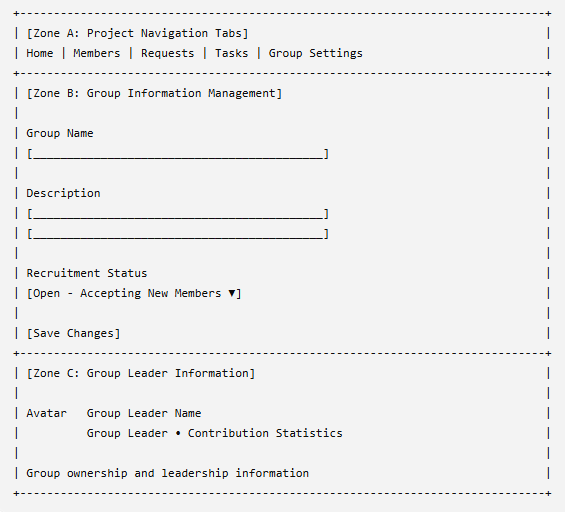 +------------------------------------------------------------------------------+
| [Zone A: Project Navigation Tabs]                                            |
| Home | Members | Requests | Tasks | Group Settings                           |
+------------------------------------------------------------------------------+
| [Zone B: Group Information Management]                                       |
|                                                                              |
| Group Name                                                                   |
| [___________________________________________]                                |
|                                                                              |
| Description                                                                  |
| [___________________________________________]                                |
| [___________________________________________]                                |
|                                                                              |
| Recruitment Status                                                           |
| [Open - Accepting New Members ▼]                                             |
|                                                                              |
| [Save Changes]                                                               |
+------------------------------------------------------------------------------+
| [Zone C: Group Leader Information]                                           |
|                                                                              |
| Avatar   Group Leader Name                                                   |
|          Group Leader • Contribution Statistics                              |
|                                                                              |
| Group ownership and leadership information                                   |
+------------------------------------------------------------------------------+